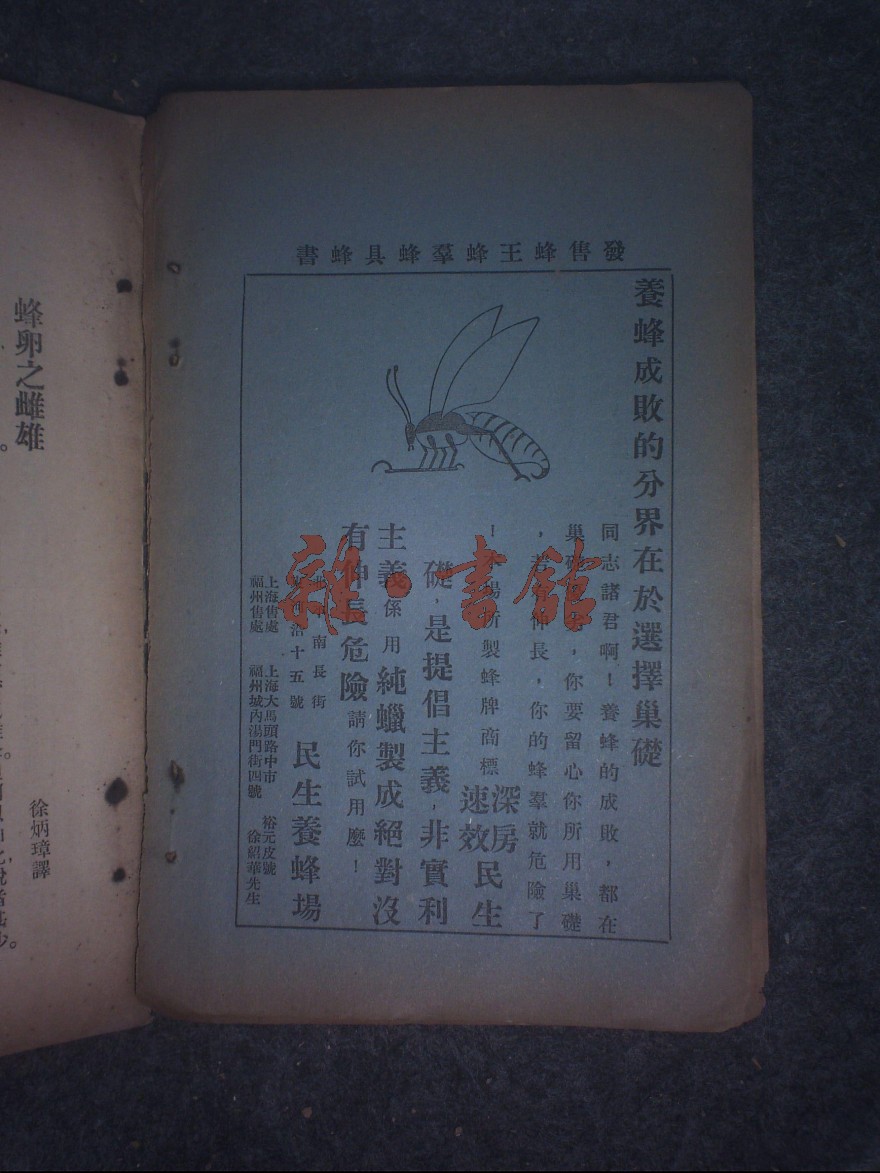 發售蜂王蜂羣蜂具蜂書
養蜂成敗的分界在於選擇巢礎
同志諸君啊！養蜂的成敗，都在
巢礎，你要留心你所用巢礎
，若伸長，你的蜂羣就危險了
！場所製蜂牌商標深房速效民生
礎，是提倡主義，非實利
主義係用純蠟製成絕對沒
有伸長危險請你試用麼！
南長街
十五號 民生養蜂場
上海售處 上海大馬頭路中市 裕元皮號
福州售處 福州城內湯門街四號 徐紹華先生
雜·書館
蜂卵之雌雄
徐炳璋譯